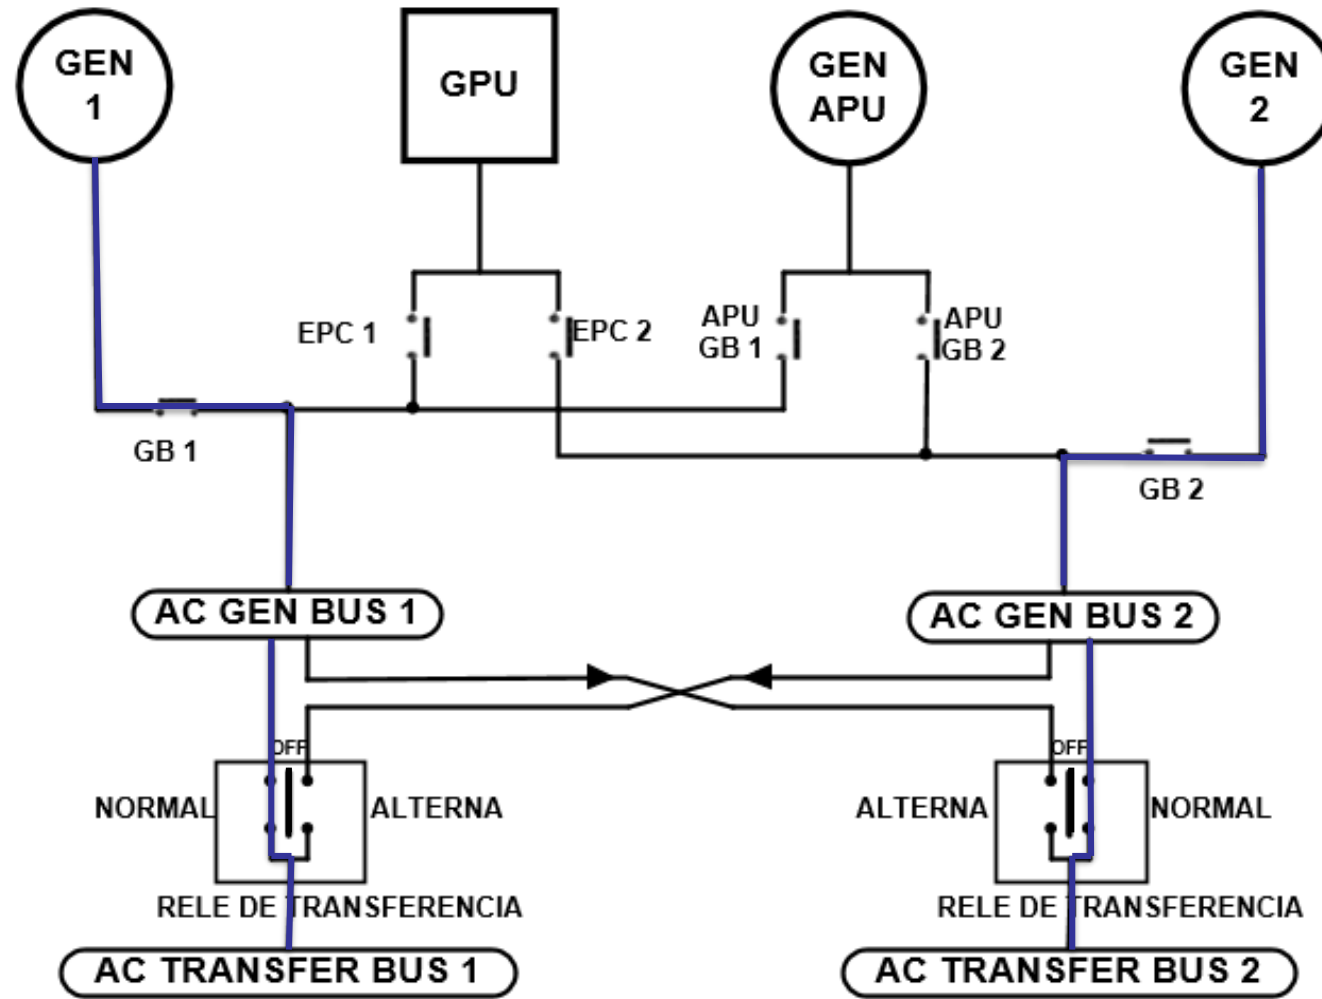 GEN
1
GPU
GEN
APU
GEN
2
EPC 1
EPC 2
APU
GB 1
APU
GB 2
GB 1
GB 2
AC GEN BUS 1
AC GEN BUS 2
OFF
OFF
NORMAL
ALTERNA
ALTERNA
NORMAL
RELE DE TRANSFERENCIA
RELE DE TRANSFERENCIA
AC TRANSFER BUS 1
AC TRANSFER BUS 2